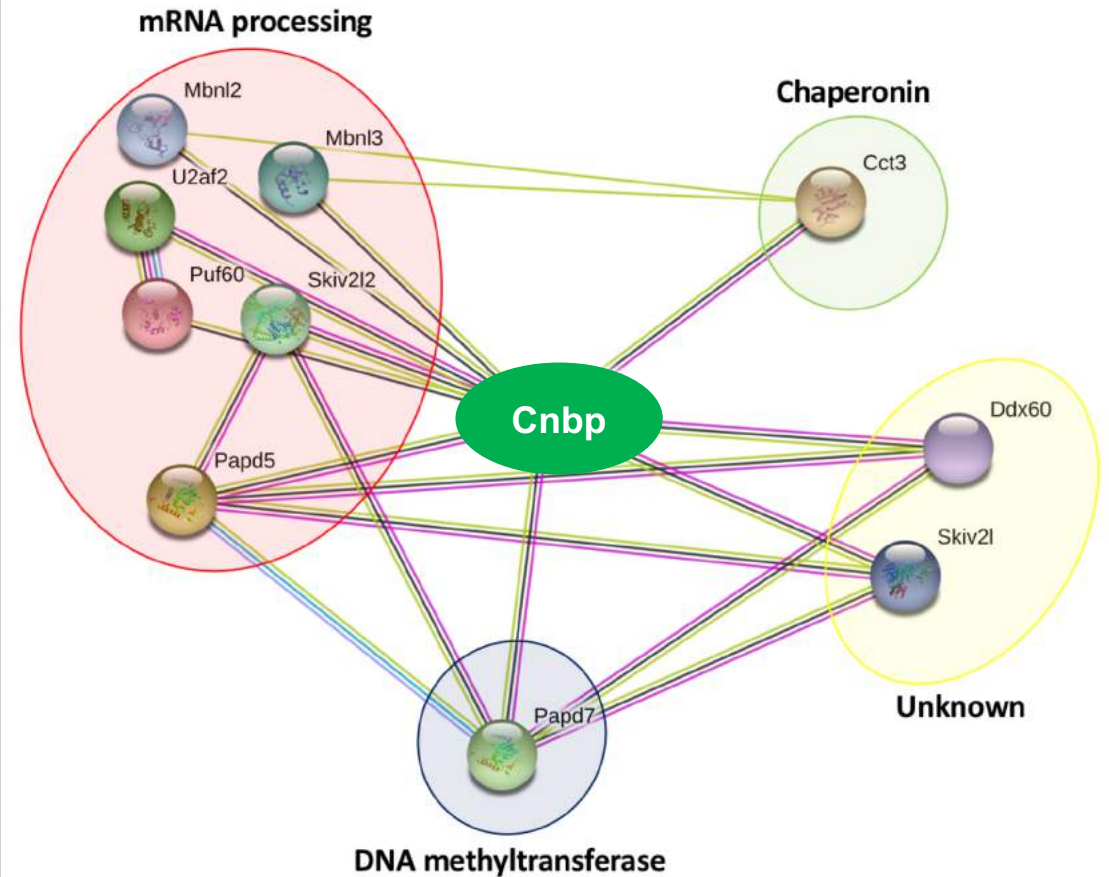 mRNA processing
Mbnl2
Chaperonin
Mbnl3
Cct3
U2af2
Puf60
Skiv2l2
Cnbp
Ddx60
Papd5
Skiv2l
Unknown
Papd7
DNA methyltransferase